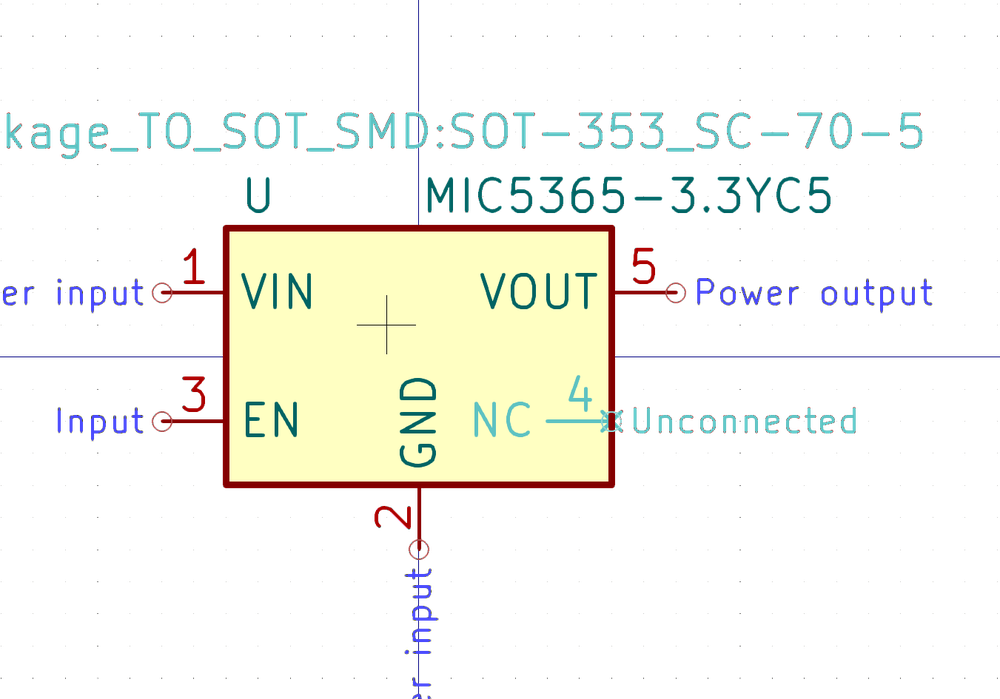 kage_TO_SOT_SMD:SOT-353_SC-70-5
U MIC5365-3.3YC5
er input 1 VIN VOUT 5 Power output
Input 3 EN GND NC 4 Unconnected
2
er input